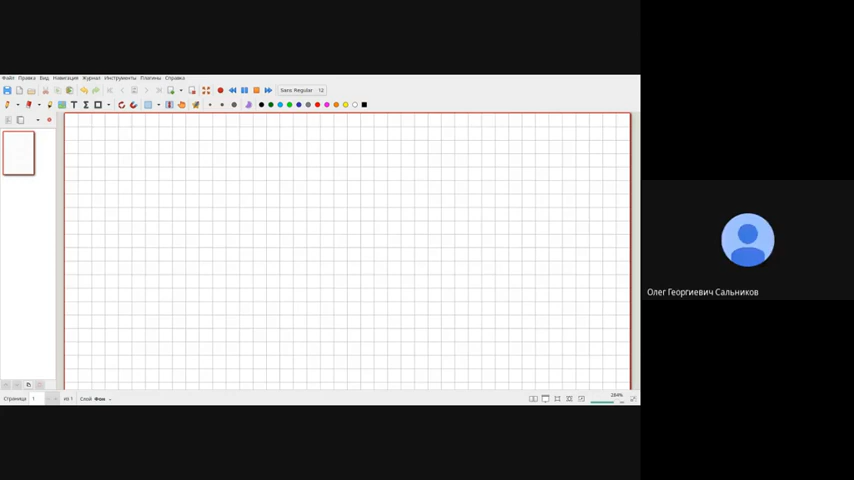 Файл Правка Вид Навигация Журнал Инструменты Плагины Справка
Sans Regular 12
Страница 1 из 1 Слой Фон
284%
Олег Георгиевич Сальников